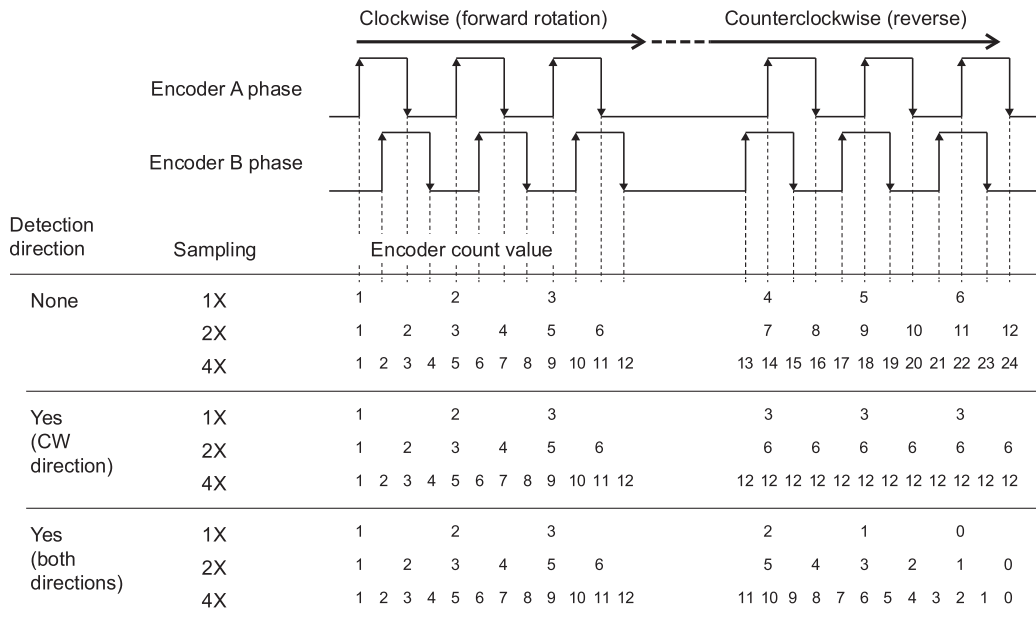 Clockwise (forward rotation) Counterclockwise (reverse)
Encoder A phase
Encoder B phase
Detection
direction Sampling Encoder count value
None 1X 1 2 3 4 5 6
2X 1 2 3 4 5 6 7 8 9 10 11 12
4X 1 2 3 4 5 6 7 8 9 10 11 12 13 14 15 16 17 18 19 20 21 22 23 24
Yes 1X 1 2 3 3 3 3
(CW 2X 1 2 3 4 5 6 6 6 6 6 6 6
direction)
4X 1 2 3 4 5 6 7 8 9 10 11 12 12 12 12 12 12 12 12 12 12 12 12 12
Yes 1X 1 2 3 2 1 0
(both 2X 1 2 3 4 5 6 5 4 3 2 1 0
directions)
4X 1 2 3 4 5 6 7 8 9 10 11 12 11 10 9 8 7 6 5 4 3 2 1 0